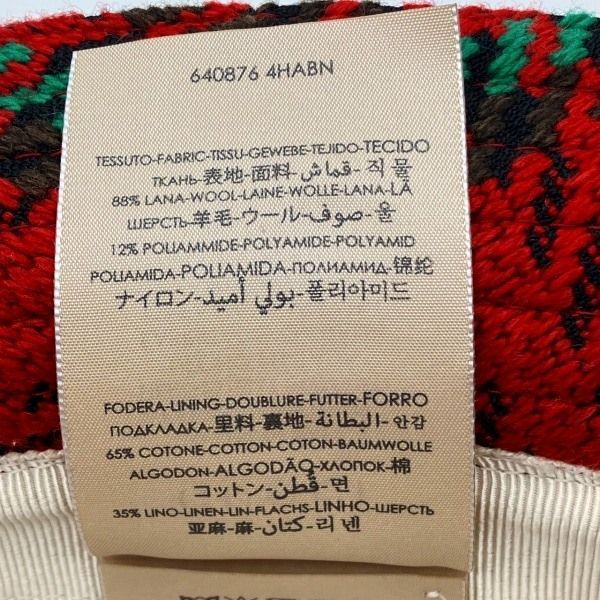 640876 4HABN
TESSUTO-FABRIC-TISSU-GEWEBE-TEJIDO-TECIDO
ТКАНЬ-表地-面料-قماش-직물
88% LANA-WOOL-LAINE-WOLLE-LANA-LÃ
ШЕРСТЬ-羊毛-ウール-صوف-울
12% POLIAMMIDE-POLYAMIDE-POLYAMID
POLIAMIDA-POLIAMIDA-ПОЛИАМИД-锦纶
ナイロン-بولي أميد-폴리아미드
FODERA-LINING-DOUBLURE-FUTTER-FORRO
ПОДКЛАДКА-里料-裏地-البطانة-안감
65% COTONE-COTTON-COTON-BAUMWOLLE
ALGODON-ALGODÃO-ХЛОПОК-棉
コットン-قُطن-면
35% LINO-LINEN-LIN-FLACHS-LINHO-ШЕРСТЬ
亚麻-麻-كتان-리넨